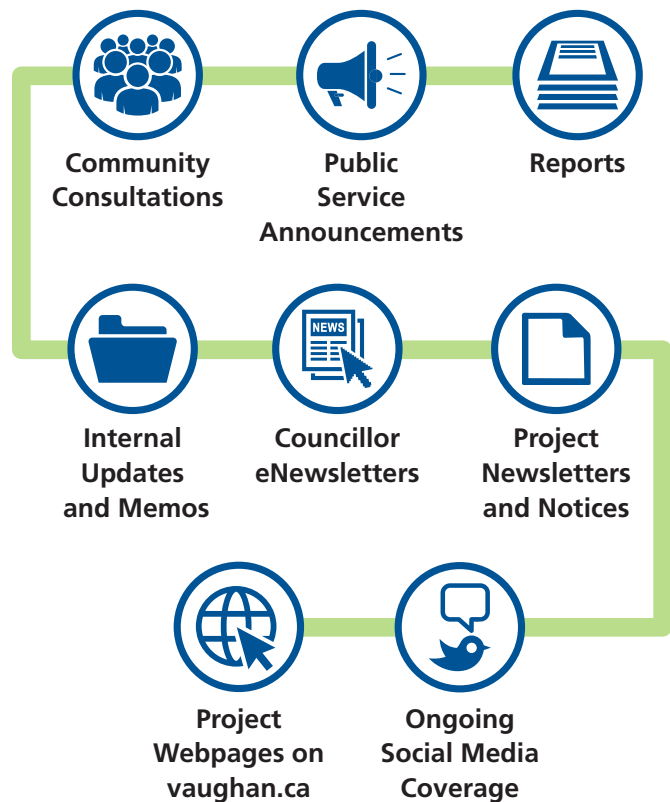 Community
Consultations
Public
Service
Announcements
Reports
NEWS
Internal
Updates
and Memos
Councillor
eNewsletters
Project
Newsletters
and Notices
Project
Webpages on
vaughan.ca
Ongoing
Social Media
Coverage